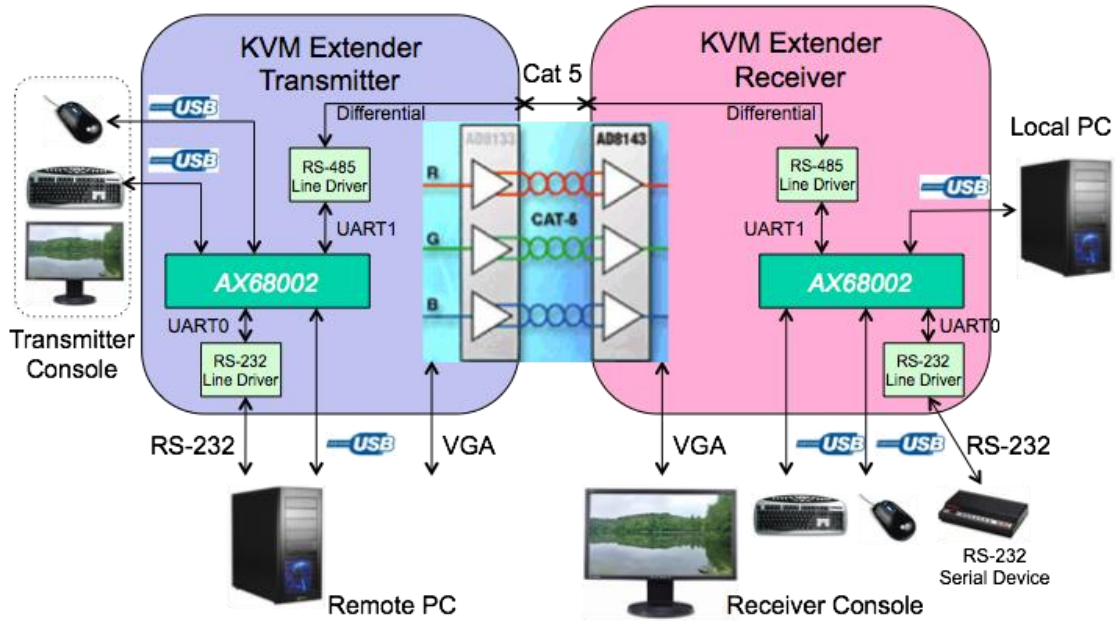 KVM Extender
Transmitter
KVM Extender
Receiver
Cat 5
USB
USB
Differential
Differential
AD8133
AD8143
Local PC
RS-485
Line Driver
RS-485
Line Driver
USB
R
CAT-5
UART1
UART1
G
AX68002
AX68002
B
Transmitter
Console
UART0
UART0
RS-232
Line Driver
RS-232
Line Driver
RS-232
USB
VGA
VGA
USB
USB
RS-232
RS-232
Serial Device
Remote PC
Receiver Console